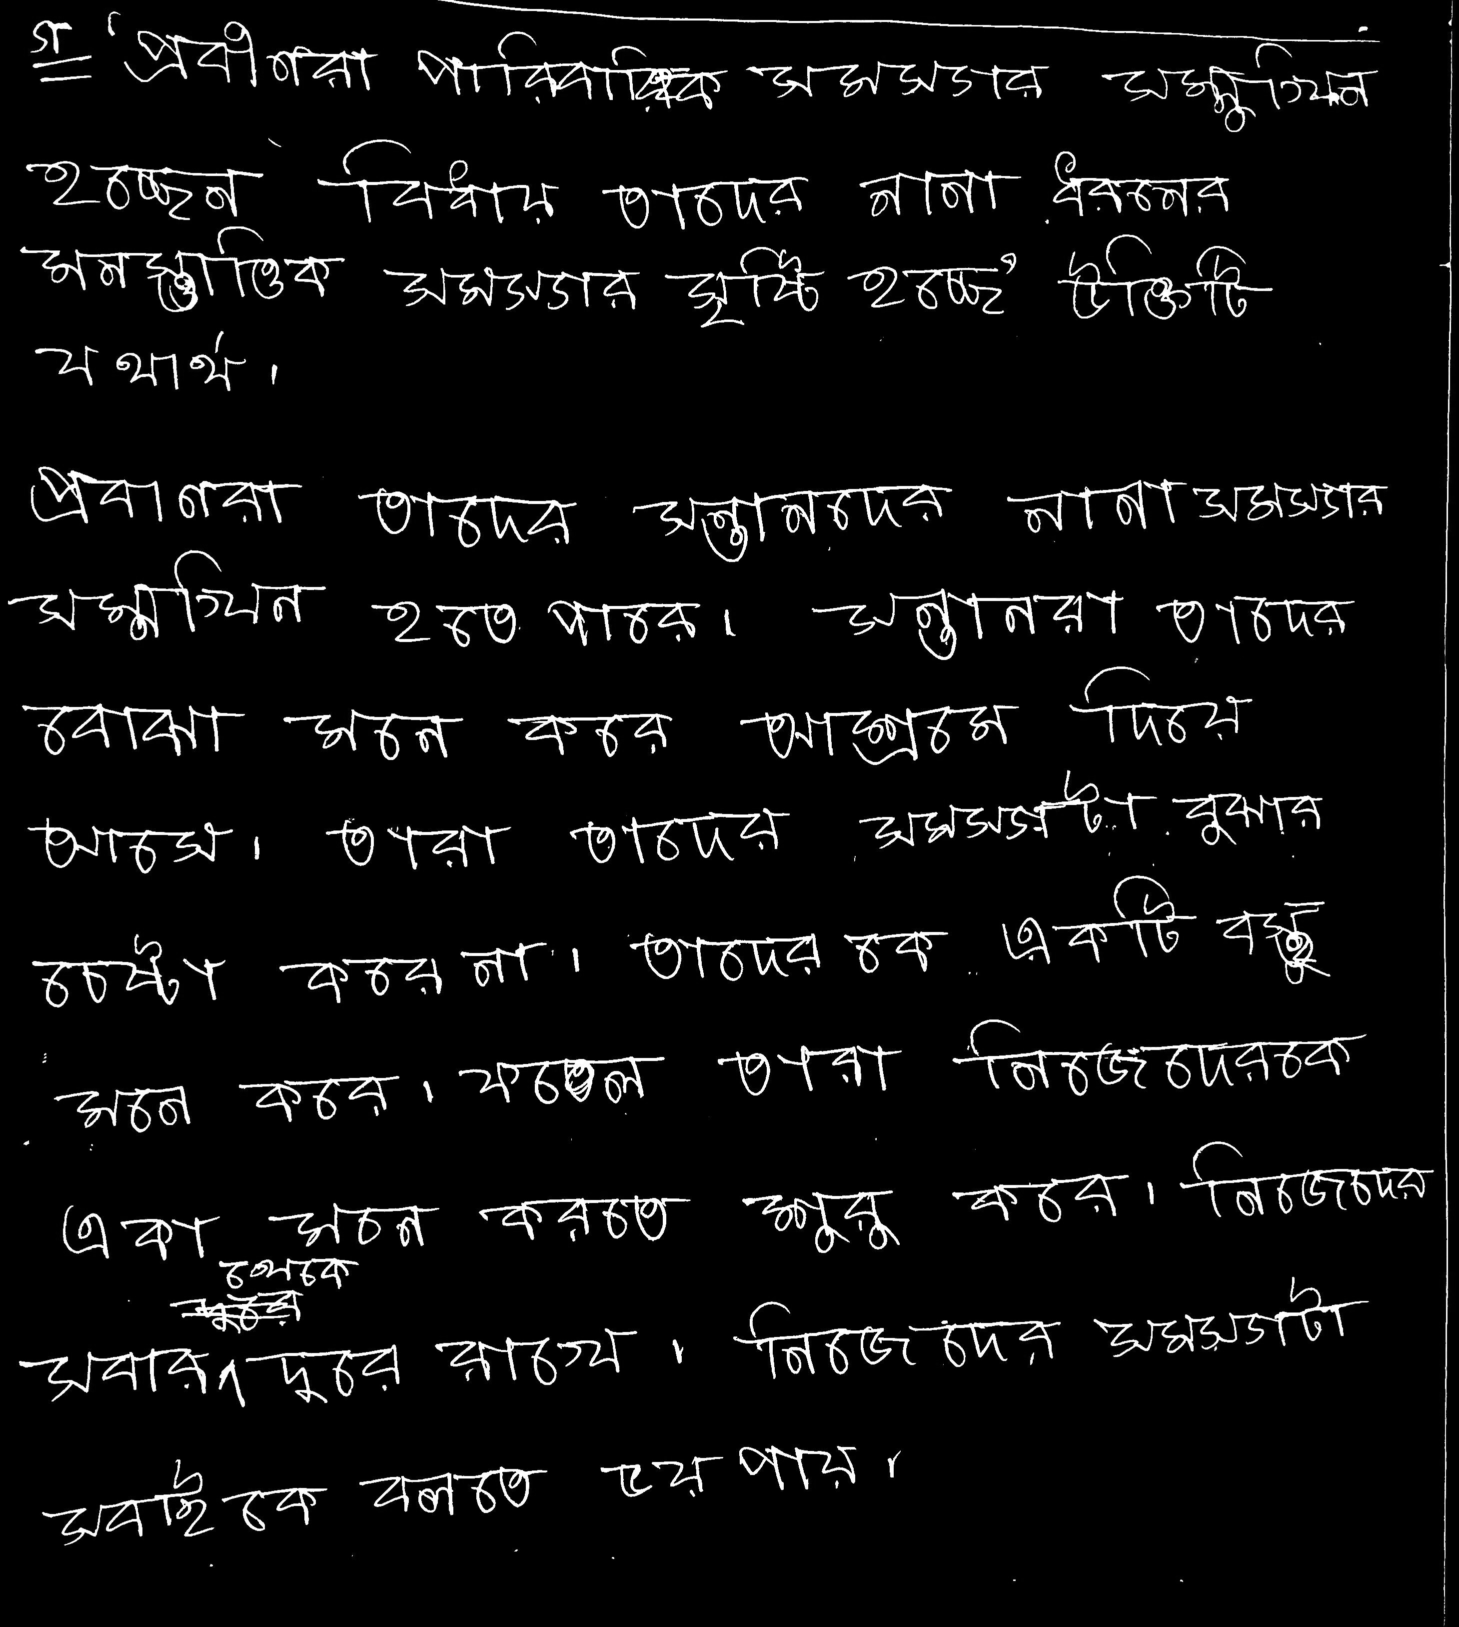 গ 'প্রবীণরা পারিবারিক সমস্যার সম্মুখিন
হচ্ছেন বিধায় তাদের নানা ধরনের
মনস্তাত্তিক সমস্যার সৃষ্টি হচ্ছে' উক্তিটি
যথার্থ।
প্রবীণরা তাদের সন্তানদের নানা সমস্যার
সম্মুখিন হতে পারে। সন্তানরা তাদের
বোঝা মনে করে আশ্রমে দিয়ে
আসে। তারা তাদের সমস্যাটা বুঝার
চেষ্টা করে না। তাদের কে একটি বস্তু
মনে করে। ফলে তারা নিজেদেরকে
একা মনে করতে শুরু করে। নিজেদের
সবার থেকে দুরে রাখে। নিজেদের সমস্যাটা
সবাইকে বলতে ভয় পায়।